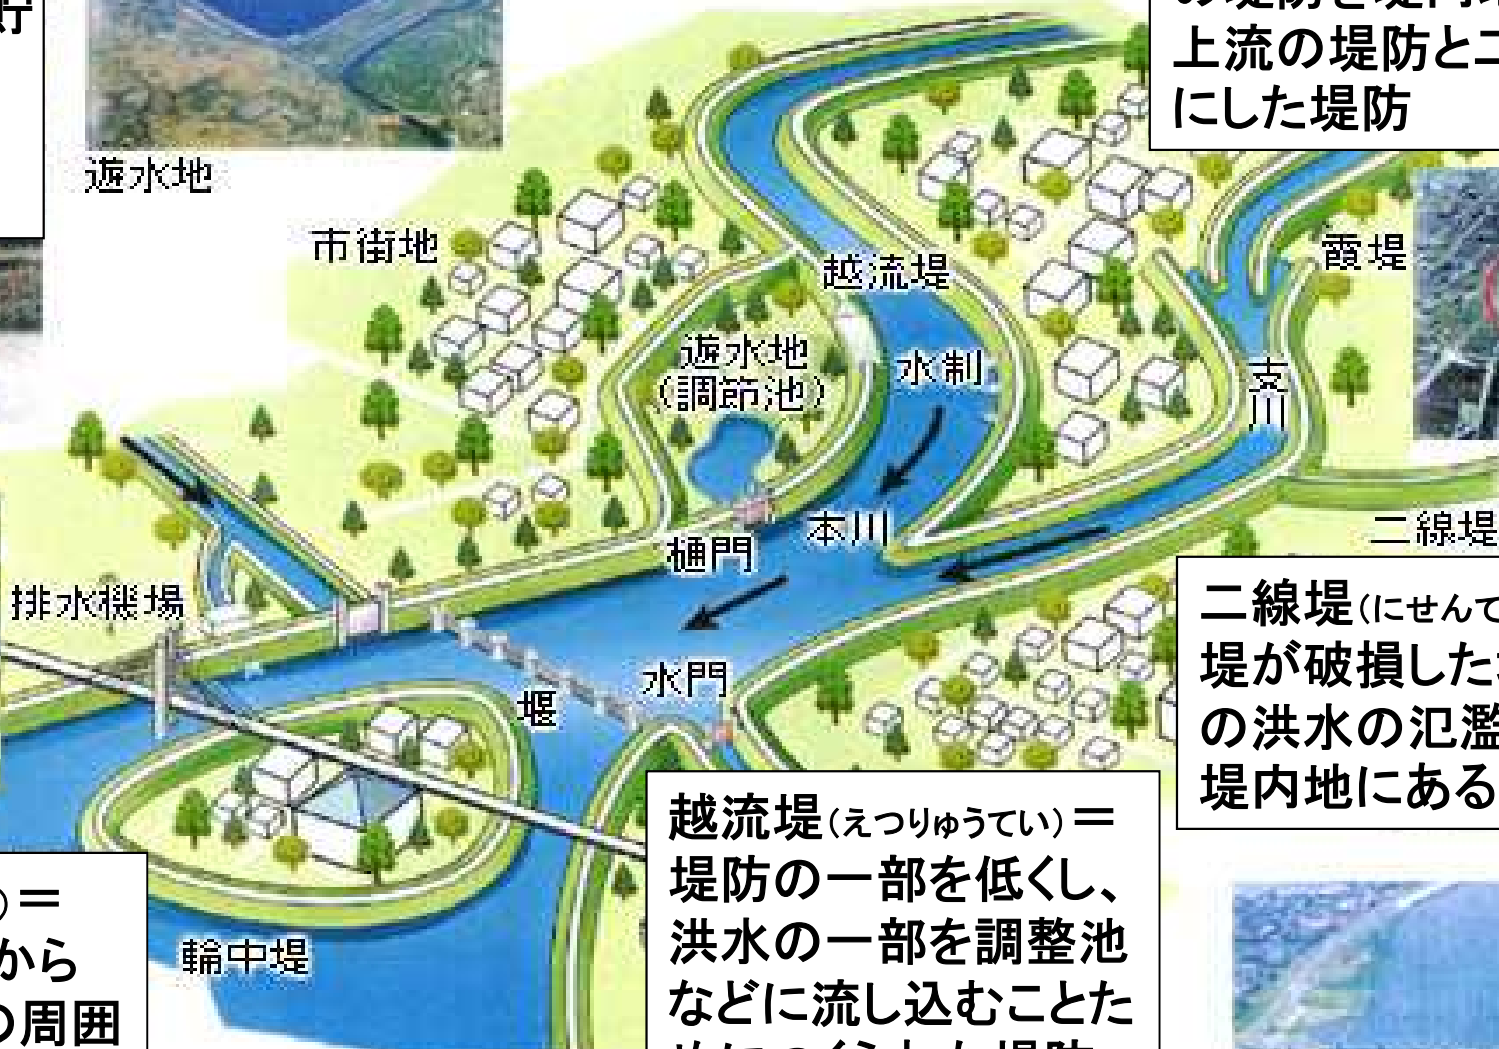 貯
上流の堤防と二
にした堤防
遊水地
市街地
霞堤
越流堤
遊水地
(調節池)
水制
支川
二線堤
本川
樋門
排水機場
水門
堰
二線堤(にせんて
堤が破損した
の洪水の氾濫
堤内地にある
越流堤(えつりゅうてい)=
堤防の一部を低くし、
洪水の一部を調整池
などに流し込むことた
)=
から
の周囲
輪中堤